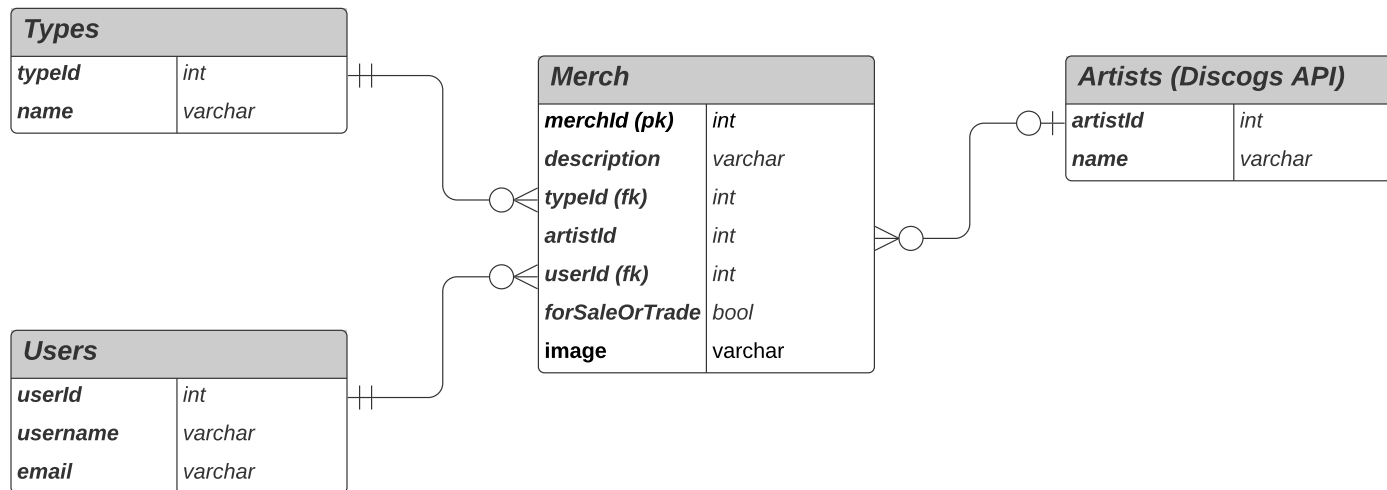 Types
typeId int
name varchar
Users
userId int
username varchar
email varchar
Merch
merchId (pk) int
description varchar
typeId (fk) int
artistId int
userId (fk) int
forSaleOrTrade bool
image varchar
Artists (Discogs API)
artistId int
name varchar